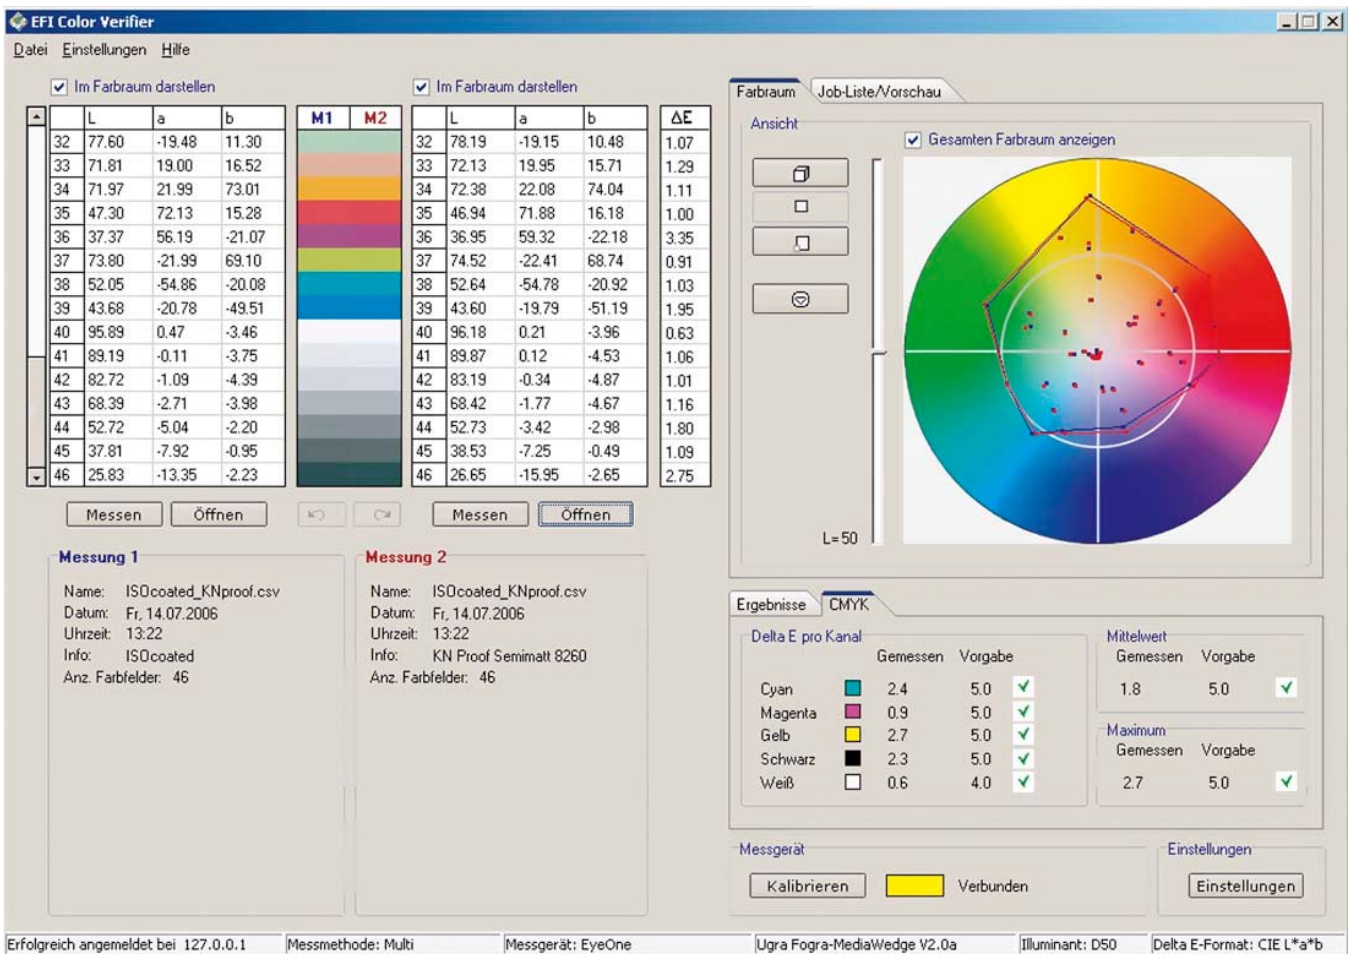 EFI Color Verifier
Datei Einstellungen Hilfe
Im Farbraum darstellen Im Farbraum darstellen
L a b M1 M2 L a b ΔE
32 77.60 -19.48 11.30 32 78.19 -19.15 10.48 1.07
33 71.81 19.00 16.52 33 72.13 19.95 15.71 1.29
34 71.97 21.99 73.01 34 72.38 22.08 74.04 1.11
35 47.30 72.13 15.28 35 46.94 71.88 16.18 1.00
36 37.37 56.19 -21.07 36 36.95 59.32 -22.18 3.35
37 73.80 -21.99 69.10 37 74.52 -22.41 68.74 0.91
38 52.05 -54.86 -20.08 38 52.64 -54.78 -20.92 1.03
39 43.68 -20.78 -49.51 39 43.60 -19.79 -51.19 1.95
40 95.89 0.47 -3.46 40 96.18 0.21 -3.96 0.63
41 89.19 -0.11 -3.75 41 89.87 0.12 -4.53 1.06
42 82.72 -1.09 -4.39 42 83.19 -0.34 -4.87 1.01
43 68.39 -2.71 -3.98 43 68.42 -1.77 -4.67 1.16
44 52.72 -5.04 -2.20 44 52.73 -3.42 -2.98 1.80
45 37.81 -7.92 -0.95 45 38.53 -7.25 -0.49 1.09
46 25.83 -13.35 -2.23 46 26.65 -15.95 -2.65 2.75
Messen Öffnen Messen Öffnen
Messung 1
Name: ISOcoated_KNproof.csv
Datum: Fr, 14.07.2006
Uhrzeit: 13:22
Info: ISOcoated
Anz. Farbfelder: 46
Messung 2
Name: ISOcoated_KNproof.csv
Datum: Fr, 14.07.2006
Uhrzeit: 13:22
Info: KN Proof Semimatt 8260
Anz. Farbfelder: 46
Farbraum Job-Liste/Vorschau
Ansicht
Gesamten Farbraum anzeigen
L=50
Ergebnisse CMYK
Delta E pro Kanal
Gemessen Vorgabe
Cyan 2.4 5.0
Magenta 0.9 5.0
Gelb 2.7 5.0
Schwarz 2.3 5.0
Weiß 0.6 4.0
Mittelwert
Gemessen Vorgabe
1.8 5.0
Maximum
Gemessen Vorgabe
2.7 5.0
Messgerät
Kalibrieren Verbunden
Einstellungen
Einstellungen
Erfolgreich angemeldet bei 127.0.0.1 Messmethode: Multi Messgerät: EyeOne Ugra Fogra-MediaWedge V2.0a Illuminant: D50 Delta E-Format: CIE L*a*b